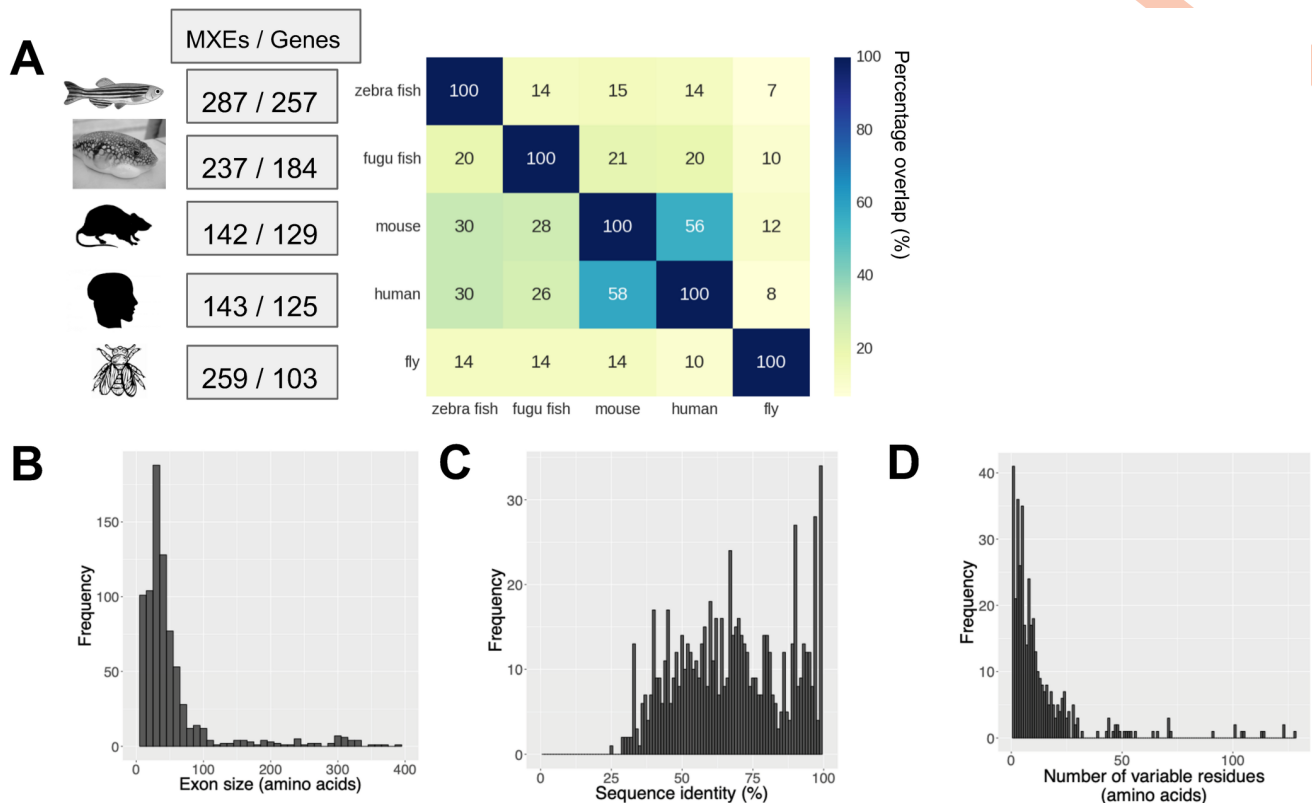 A
MXEs / Genes
287 / 257
237 / 184
142 / 129
143 / 125
259 / 103
zebra fish 100 14 15 14 7
fugu fish 20 100 21 20 10
mouse 30 28 100 56 12
human 30 26 58 100 8
fly 14 14 14 10 100
zebra fish fugu fish mouse human fly
100
80
60
40
20
Percentage overlap (%)
B
Frequency
150
100
50
0
0 100 200 300 400
Exon size (amino acids)
C
Frequency
30
20
10
0
0 25 50 75 100
Sequence identity (%)
D
Frequency
40
30
20
10
0
0 50 100
Number of variable residues
(amino acids)